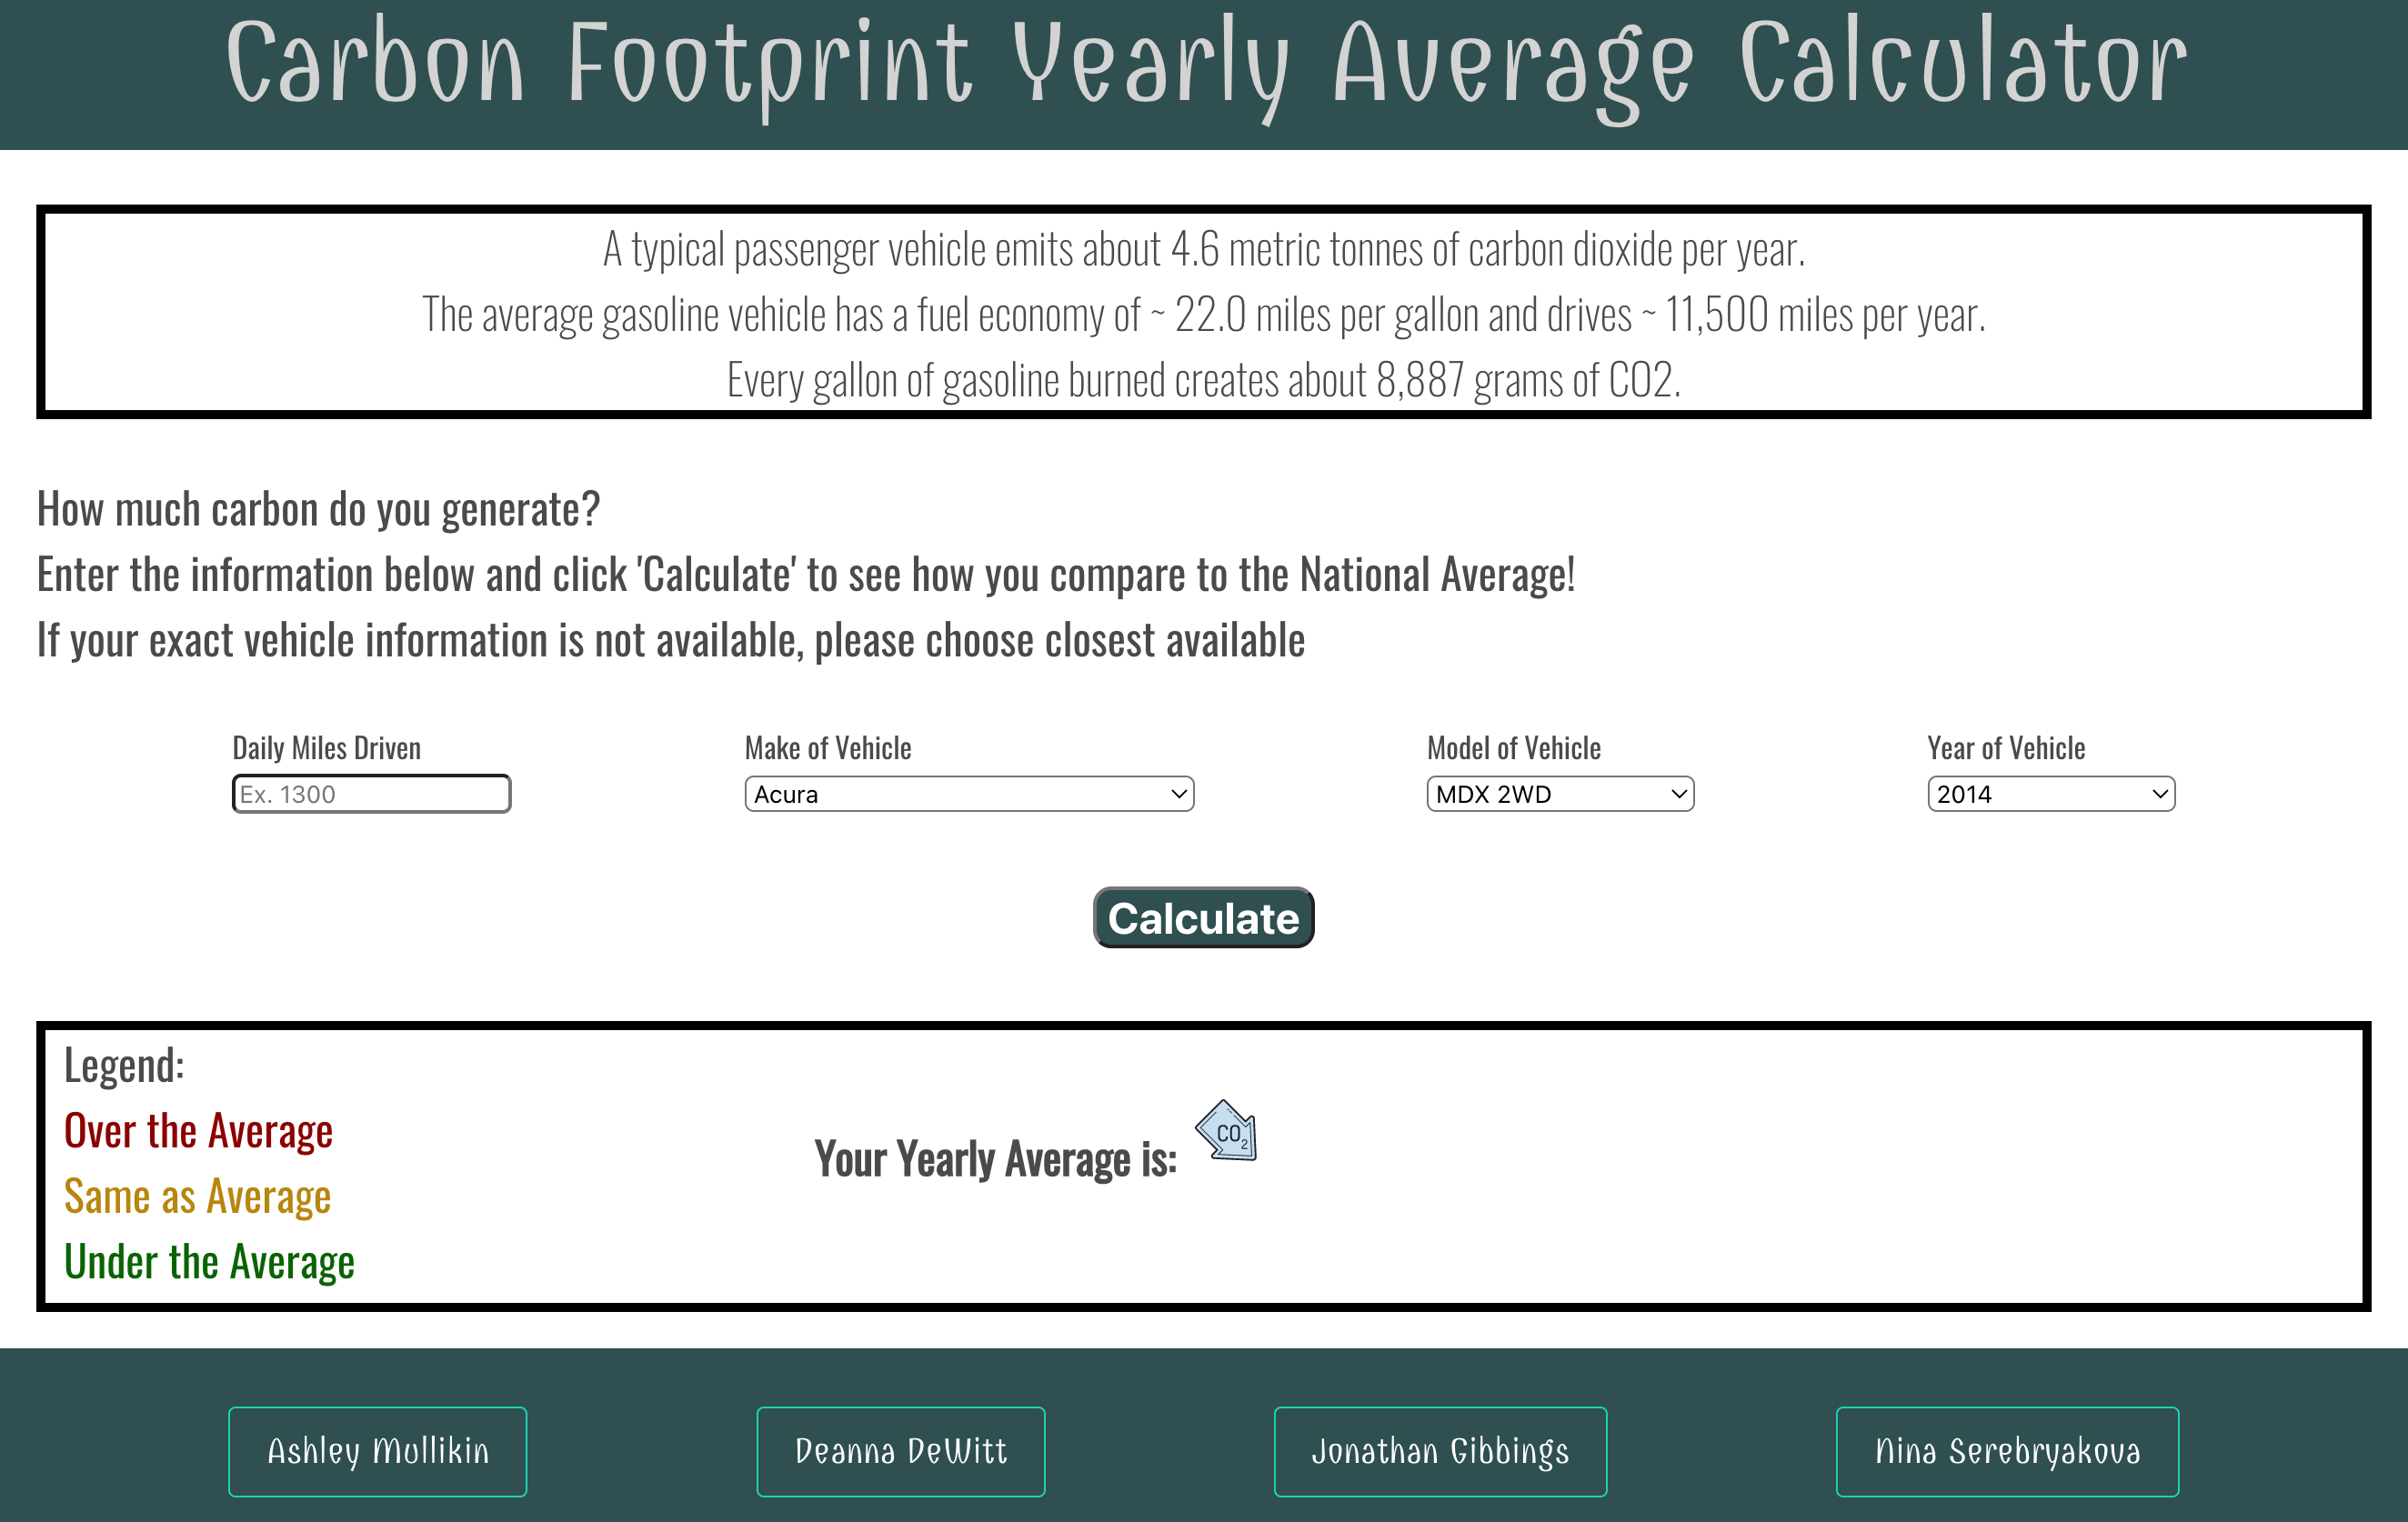 Carbon Footprint Yearly Average Calculator
A typical passenger vehicle emits about 4.6 metric tonnes of carbon dioxide per year.
The average gasoline vehicle has a fuel economy of ~ 22.0 miles per gallon and drives ~ 11,500 miles per year.
Every gallon of gasoline burned creates about 8,887 grams of CO2.
How much carbon do you generate?
Enter the information below and click 'Calculate' to see how you compare to the National Average!
If your exact vehicle information is not available, please choose closest available
Daily Miles Driven
Ex. 1300
Make of Vehicle
Acura
Model of Vehicle
MDX 2WD
Year of Vehicle
2014
Calculate
Legend:
Over the Average
Same as Average
Under the Average
Your Yearly Average is:
CO2
Ashley Mullikin
Deanna DeWitt
Jonathan Gibbings
Nina Serebryakova